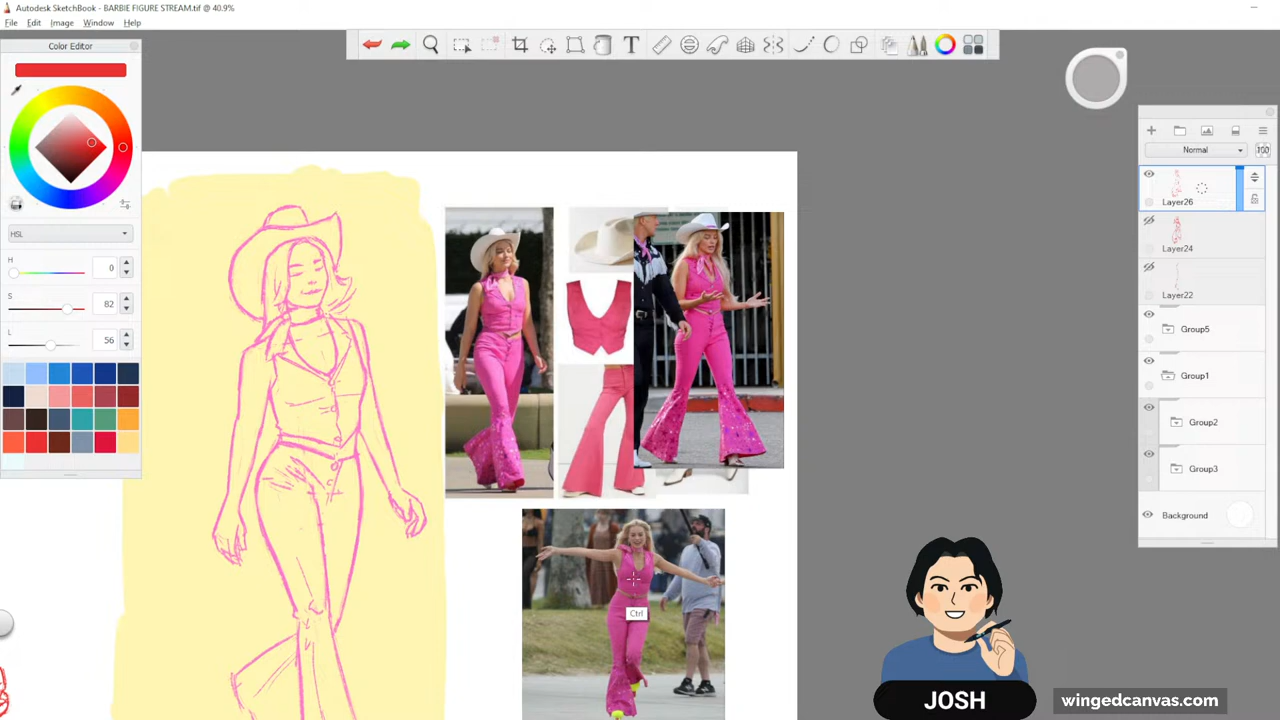 Autodesk SketchBook - BARBIE FIGURE STREAM.tif @ 40.9%
File Edit Image Window Help
Color Editor
T
Normal
100
Layer26
Layer24
Layer22
Group5
Group1
Group2
Group3
Background
HSL
H 0
S 82
L 56
Ctrl
JOSH
wingedcanvas.com